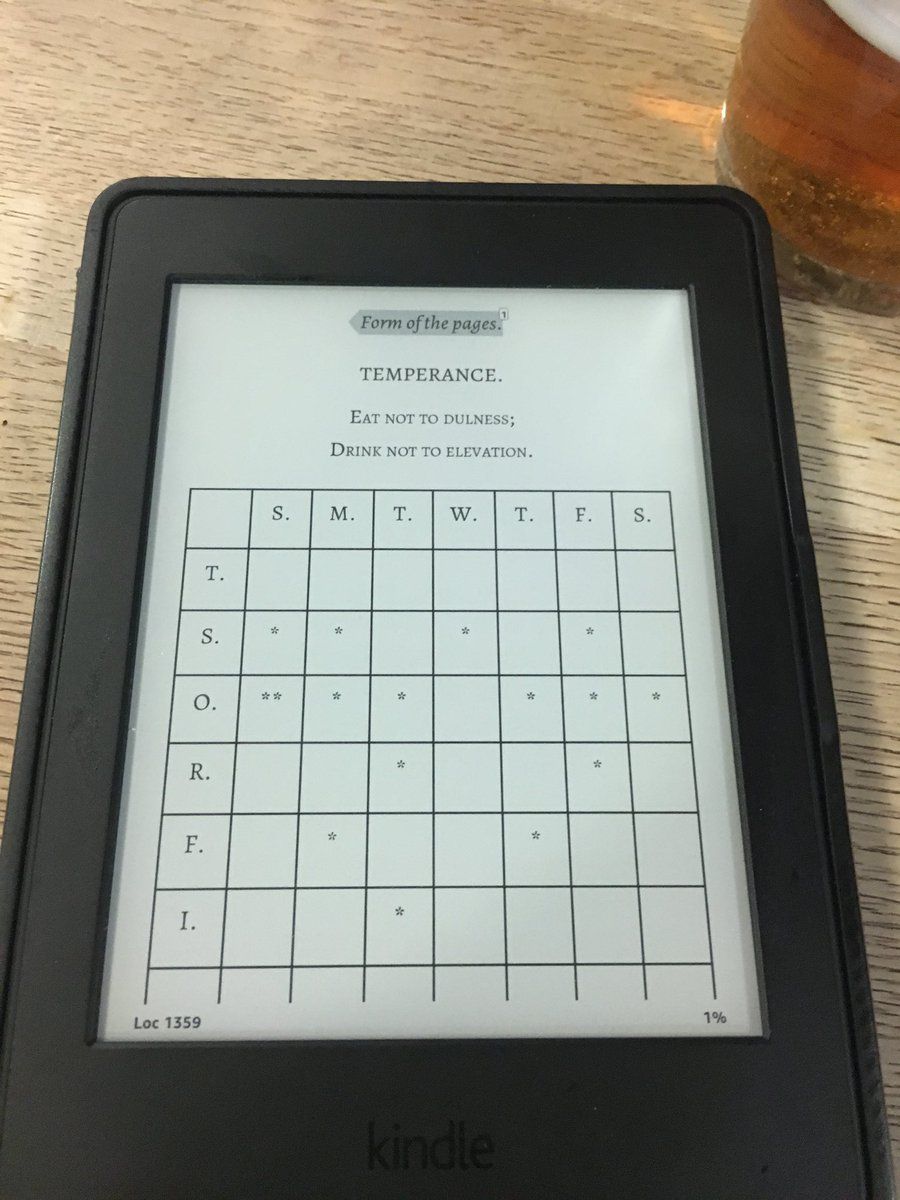 Form of the pages.1
TEMPERANCE.
EAT NOT TO DULNESS;
DRINK NOT TO ELEVATION.
S. M. T. W. T. F. S.
T.
S. * * * *
O. ** * * * * *
R. * *
F. * *
I. *
Loc 1359 1%
kindle